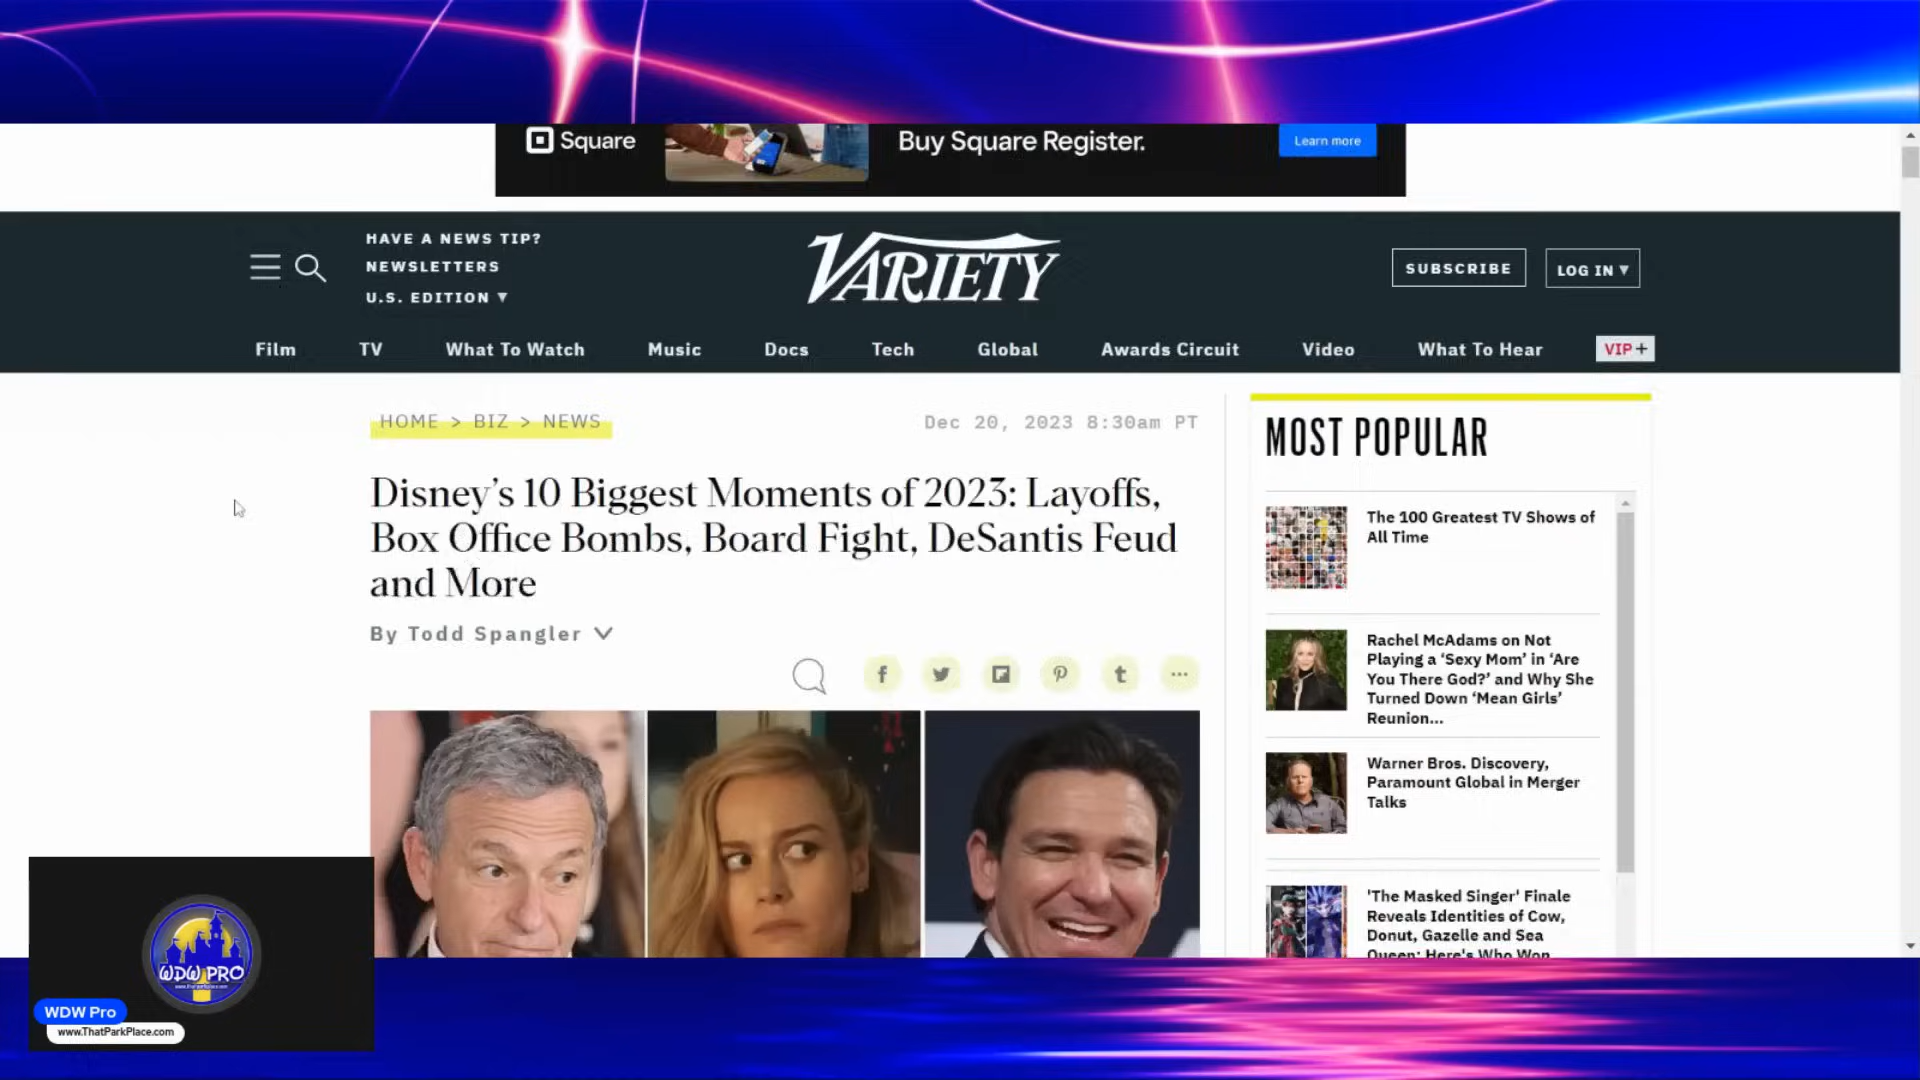 Square
Buy Square Register.
Learn more
HAVE A NEWS TIP?
NEWSLETTERS
U.S. EDITION ▼
VARIETY
SUBSCRIBE
LOG IN ▼
Film
TV
What To Watch
Music
Docs
Tech
Global
Awards Circuit
Video
What To Hear
VIP+
HOME > BIZ > NEWS
Dec 20, 2023 8:30am PT
Disney's 10 Biggest Moments of 2023: Layoffs,
Box Office Bombs, Board Fight, DeSantis Feud
and More
By Todd Spangler
MOST POPULAR
The 100 Greatest TV Shows of
All Time
Rachel McAdams on Not
Playing a ‘Sexy Mom’ in ‘Are
You There God?’ and Why She
Turned Down ‘Mean Girls’
Reunion...
Warner Bros. Discovery,
Paramount Global in Merger
Talks
'The Masked Singer' Finale
Reveals Identities of Cow,
Donut, Gazelle and Sea
Queen: Here's Who Won
WDW PRO
WDW Pro
www.ThatParkPlace.com